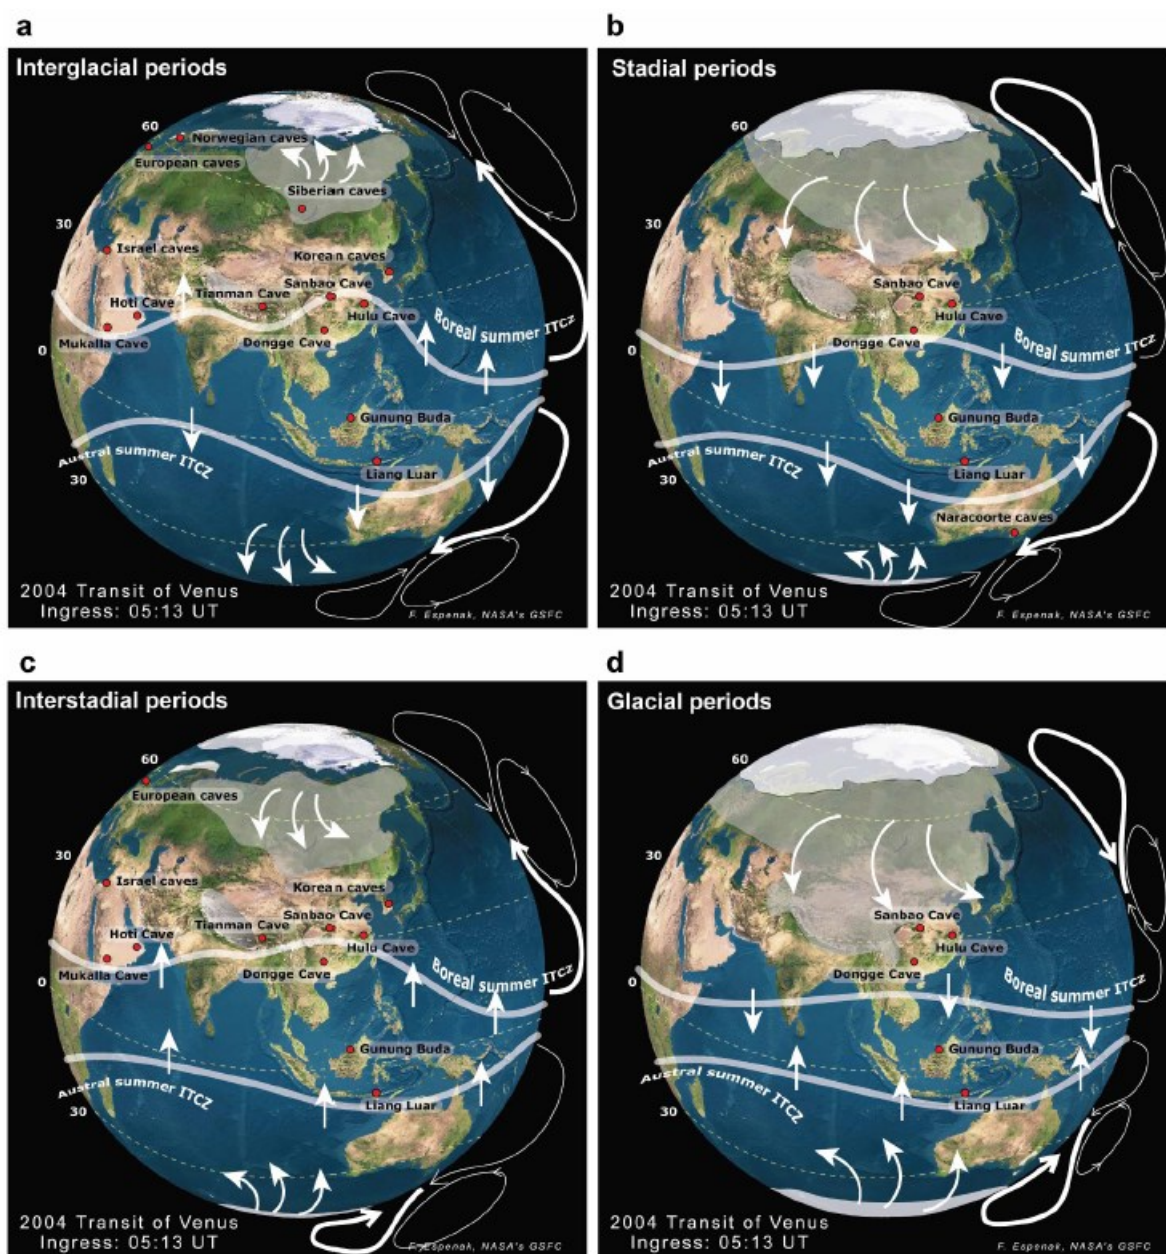 a
Interglacial periods
60
Norwegian caves
European caves
Siberian caves
30
Israel caves
Korean caves
Sanbao Cave
Hoti Cave
Tianman Cave
Hulu Cave
Mukalla Cave
Dongge Cave
Boreal summer ITCZ
0
Gunung Buda
Austral summer ITCZ
Liang Luar
30
2004 Transit of Venus
Ingress: 05:13 UT
F. Espenak, NASA's GSFC
b
Stadial periods
60
30
Sanbao Cave
Hulu Cave
Dongge Cave
Boreal summer ITCZ
0
Gunung Buda
Austral summer ITCZ
Liang Luar
30
Naracoorte caves
2004 Transit of Venus
Ingress: 05:13 UT
F. Espenak, NASA's GSFC
c
Interstadial periods
60
European caves
30
Israel caves
Korean caves
Sanbao Cave
Tianman Cave
Hoti Cave
Hulu Cave
Mukalla Cave
Dongge Cave
Boreal summer ITCZ
0
Gunung Buda
Austral summer ITCZ
Liang Luar
30
2004 Transit of Venus
Ingress: 05:13 UT
F. Espenak, NASA's GSFC
d
Glacial periods
60
30
Sanbao Cave
Hulu Cave
Dongge Cave
Boreal summer ITCZ
0
Gunung Buda
Austral summer ITCZ
Liang Luar
30
2004 Transit of Venus
Ingress: 05:13 UT
F. Espenak, NASA's GSFC